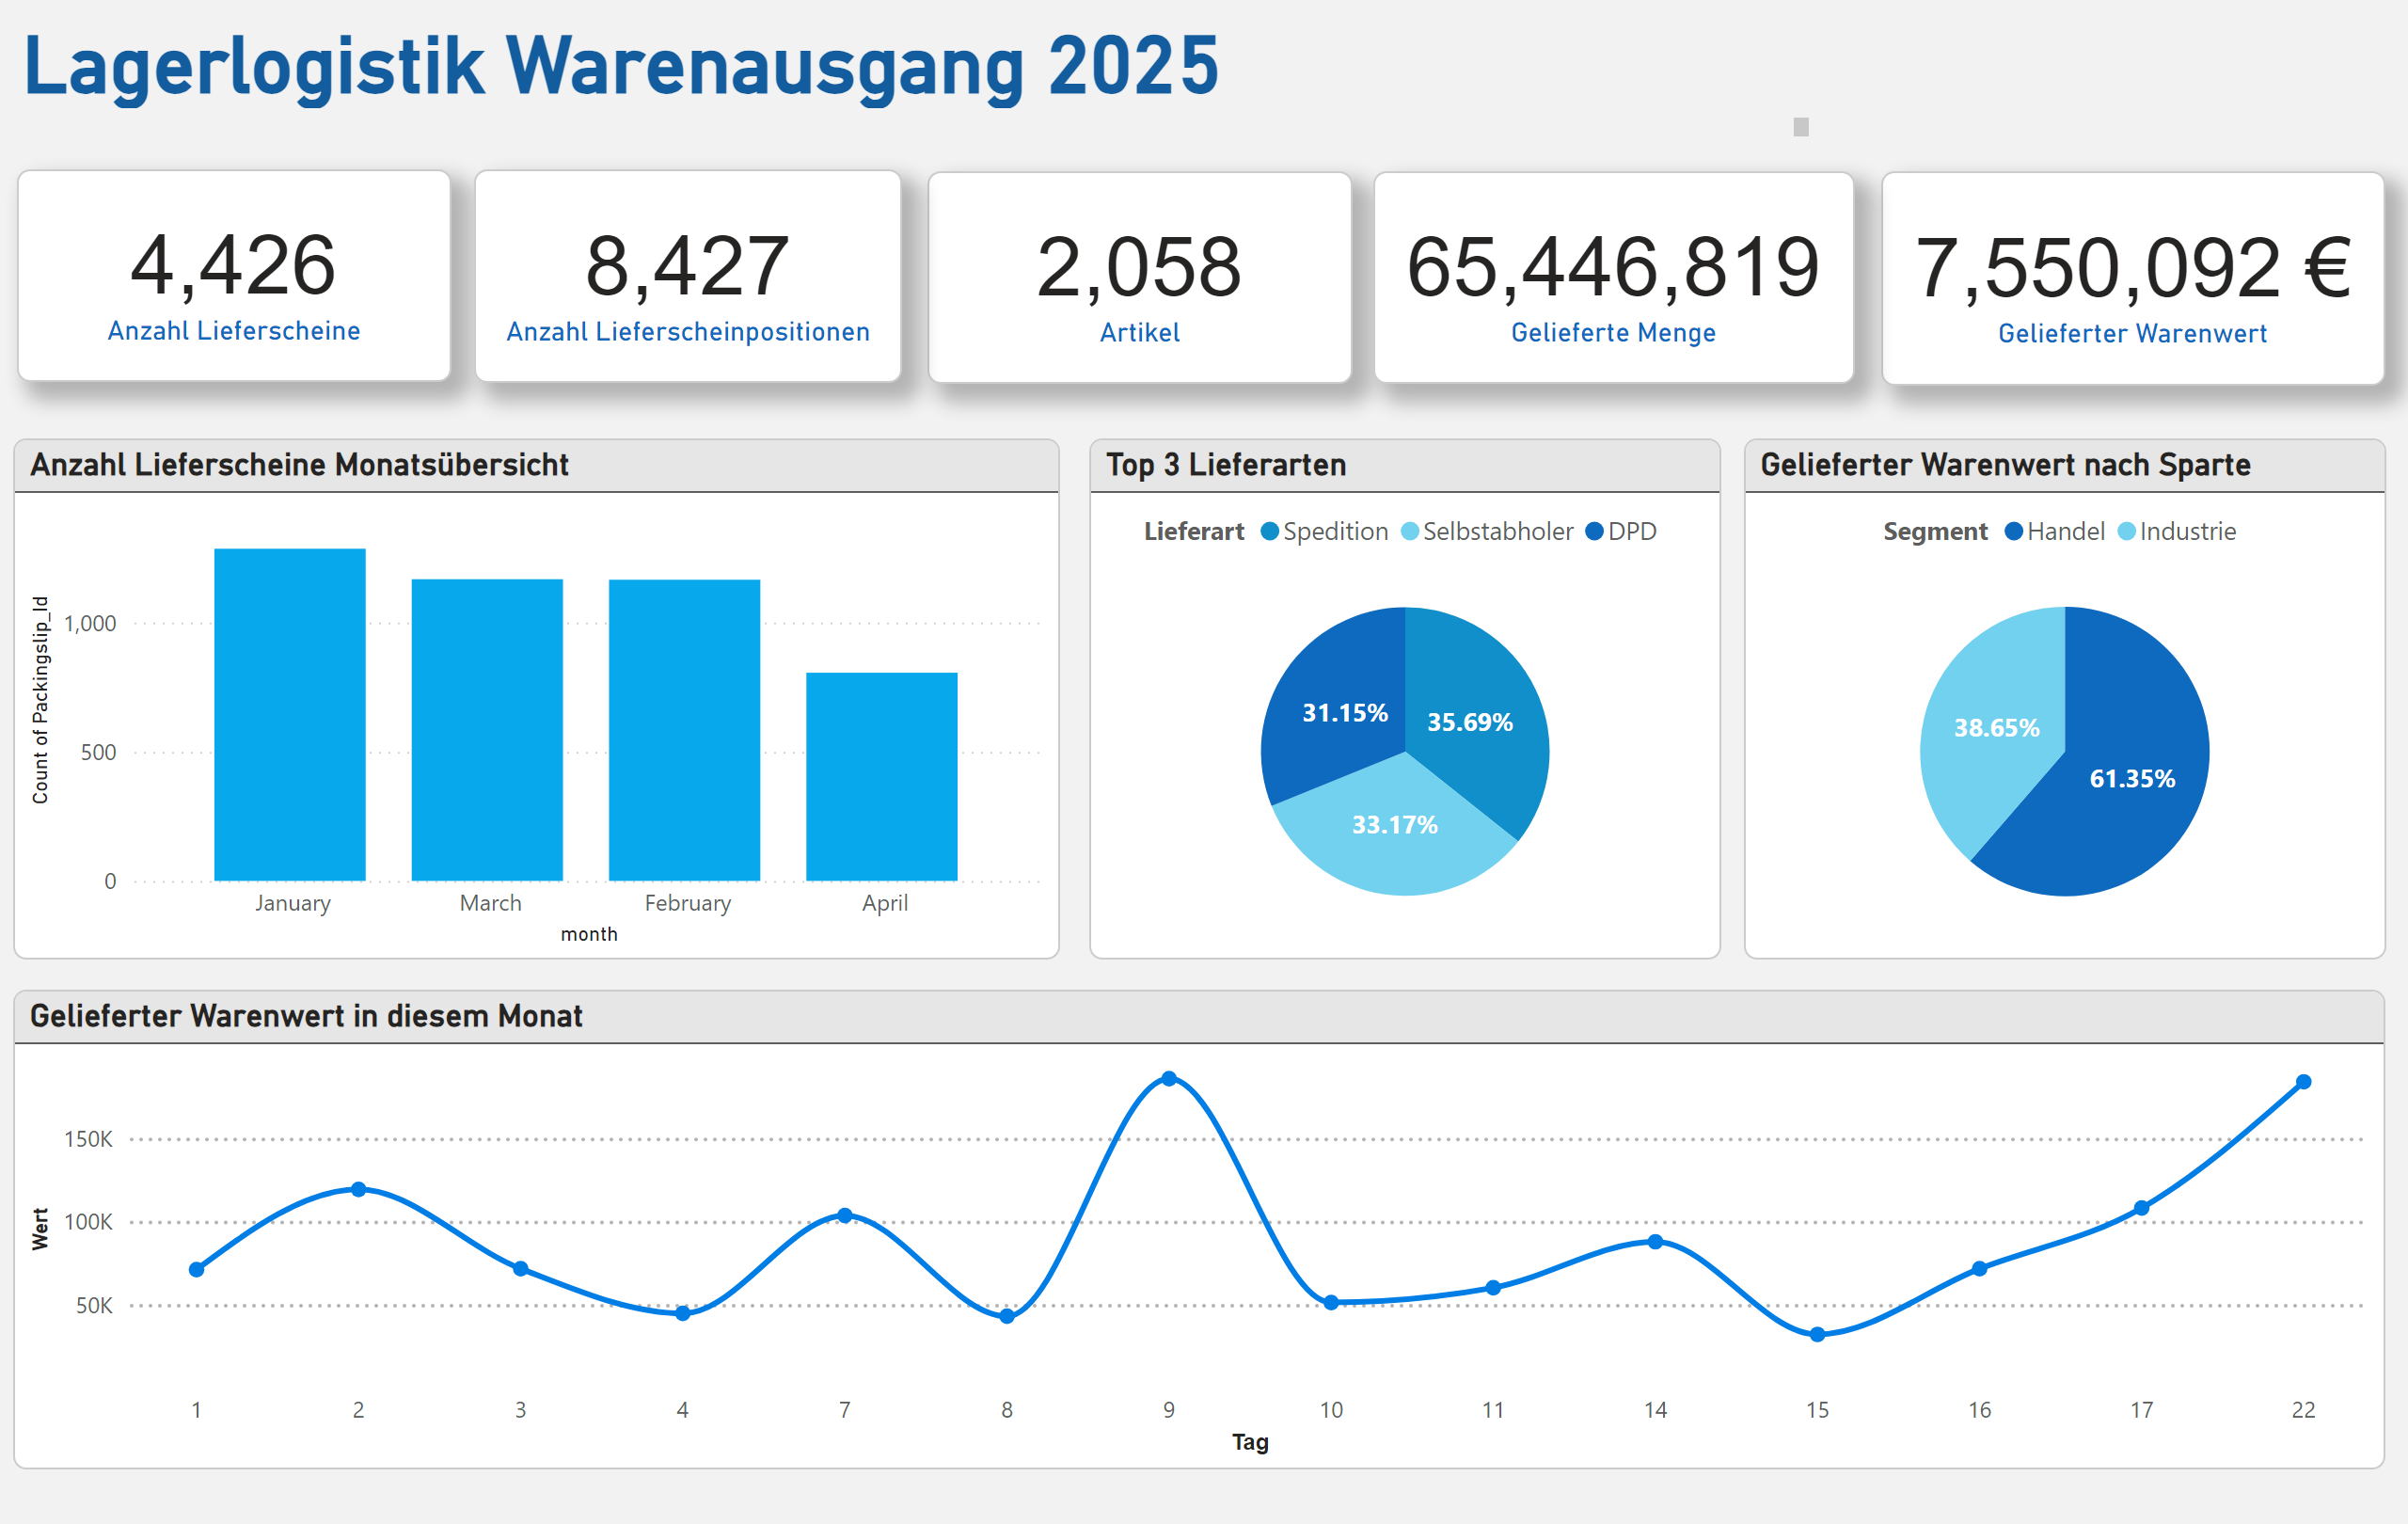 Lagerlogistik Warenausgang 2025
4,426
Anzahl Lieferscheine
8,427
Anzahl Lieferscheinpositionen
2,058
Artikel
65,446,819
Gelieferte Menge
7,550,092 €
Gelieferter Warenwert
Anzahl Lieferscheine Monatsübersicht
Count of Packingslip_Id
1,000
500
0
January March February April
month
Top 3 Lieferarten
Lieferart Spedition Selbstabholer DPD
31.15% 35.69%
33.17%
Gelieferter Warenwert nach Sparte
Segment Handel Industrie
38.65%
61.35%
Gelieferter Warenwert in diesem Monat
Wert
150K
100K
50K
1 2 3 4 7 8 9 10 11 14 15 16 17 22
Tag